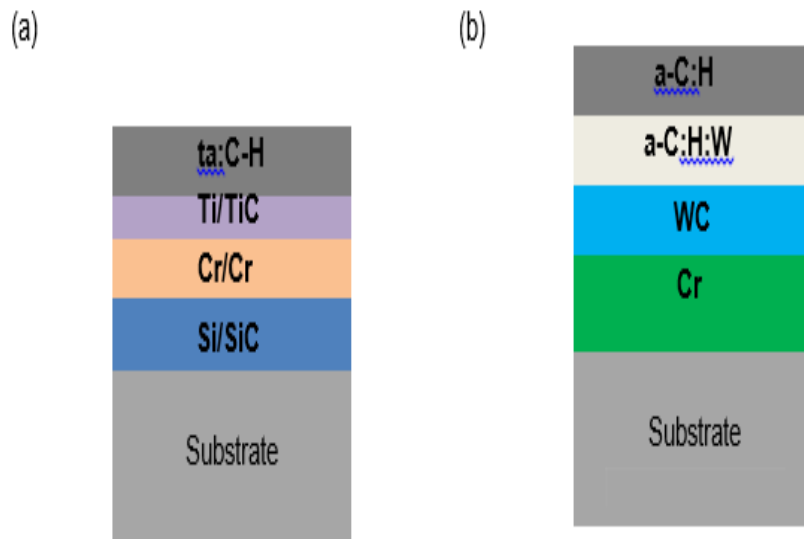 (a)
ta:C-H
Ti/TiC
Cr/Cr
Si/SiC
Substrate
(b)
a-C:H
a-C:H:W
WC
Cr
Substrate